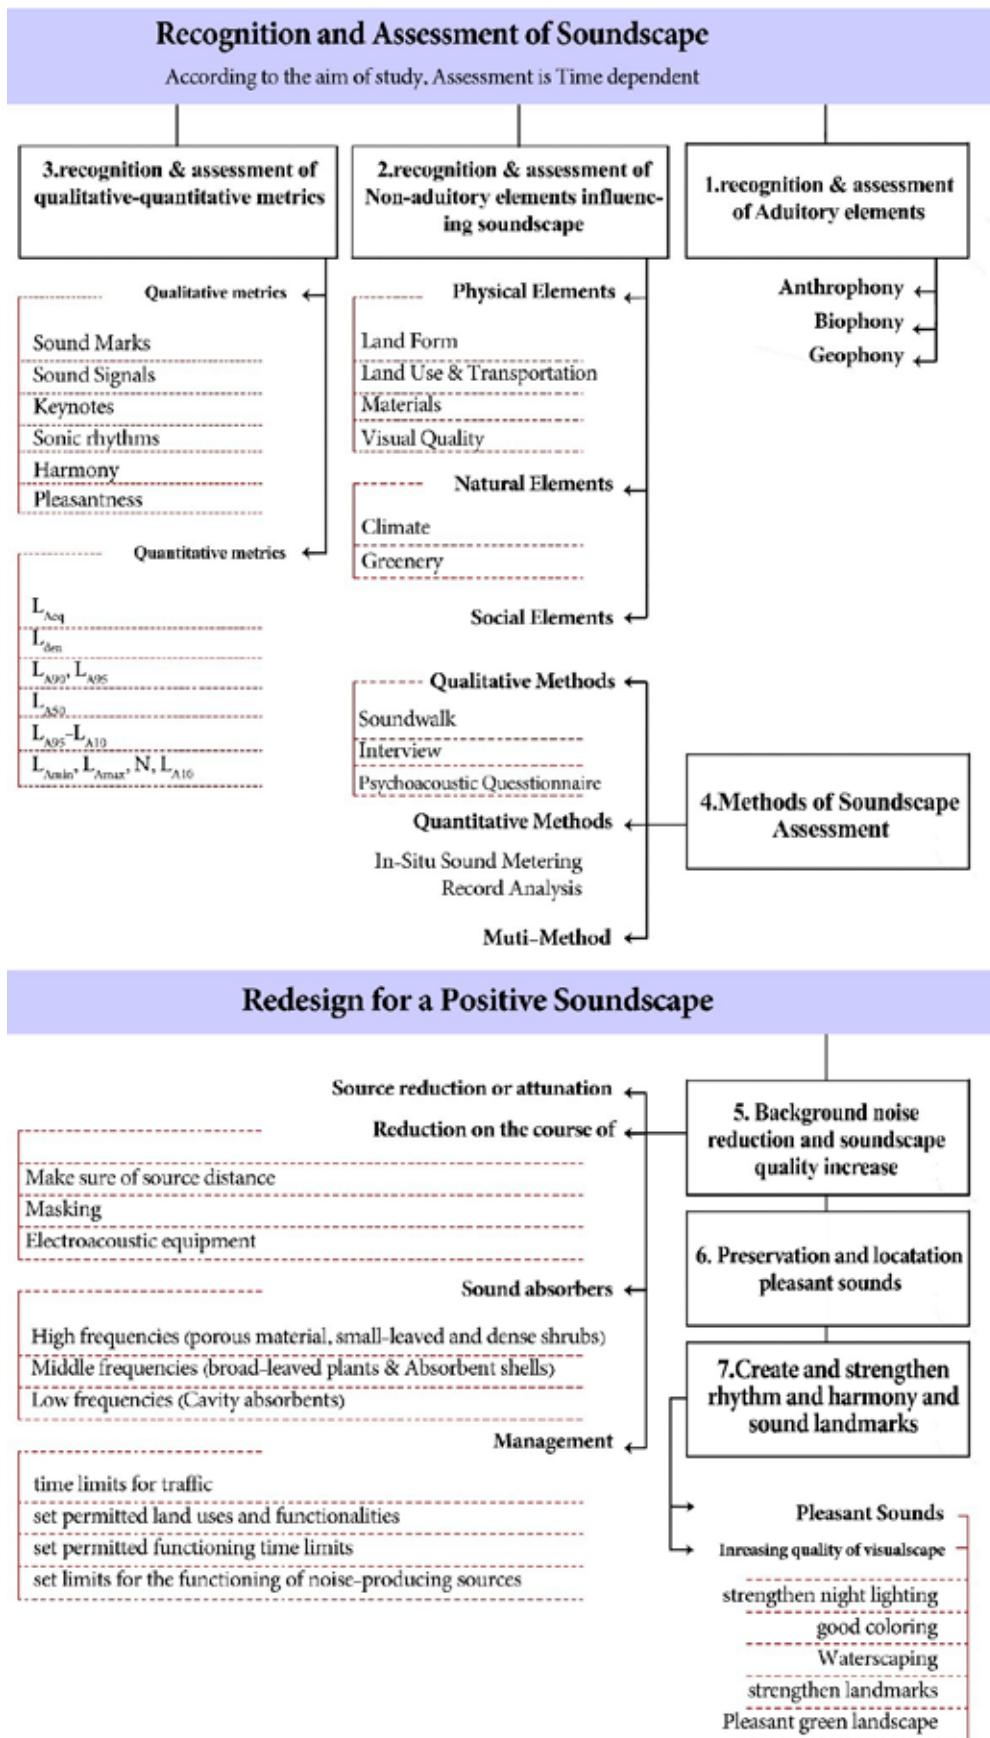 Recognition and Assessment of Soundscape
According to the aim of study, Assessment is Time dependent
3.recognition & assessment of
qualitative-quantitative metrics
Qualitative metrics
Sound Marks
Sound Signals
Keynotes
Sonic rhythms
Harmony
Pleasantness
Quantitative metrics
L_Aeq
L_den
L_A90, L_A95
L_A50
L_A95-L_A10
L_Amin, L_Amax, N, L_A10
2.recognition & assessment of
Non-aduitory elements influenc-
ing soundscape
Physical Elements
Land Form
Land Use & Transportation
Materials
Visual Quality
Natural Elements
Climate
Greenery
Social Elements
1.recognition & assessment
of Aduitory elements
Anthrophony
Biophony
Geophony
4.Methods of Soundscape
Assessment
Qualitative Methods
Soundwalk
Interview
Psychoacoustic Quesstionnaire
Quantitative Methods
In-Situ Sound Metering
Record Analysis
Muti-Method
Redesign for a Positive Soundscape
5. Background noise
reduction and soundscape
quality increase
Source reduction or attunation
Reduction on the course of
Make sure of source distance
Masking
Electroacoustic equipment
Sound absorbers
High frequencies (porous material, small-leaved and dense shrubs)
Middle frequencies (broad-leaved plants & Absorbent shells)
Low frequencies (Cavity absorbents)
Management
time limits for traffic
set permitted land uses and functionalities
set permitted functioning time limits
set limits for the functioning of noise-producing sources
6. Preservation and locatation
pleasant sounds
7.Create and strengthen
rhythm and harmony and
sound landmarks
Pleasant Sounds
Inreasing quality of visualscape
strengthen night lighting
good coloring
Waterscaping
strengthen landmarks
Pleasant green landscape